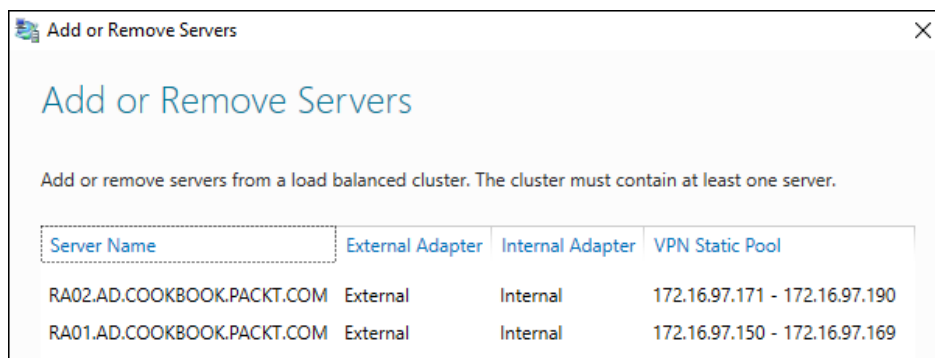 Add or Remove Servers
Add or Remove Servers
Add or remove servers from a load balanced cluster. The cluster must contain at least one server.
Server Name External Adapter Internal Adapter VPN Static Pool
RA02.AD.COOKBOOK.PACKT.COM External Internal 172.16.97.171 - 172.16.97.190
RA01.AD.COOKBOOK.PACKT.COM External Internal 172.16.97.150 - 172.16.97.169